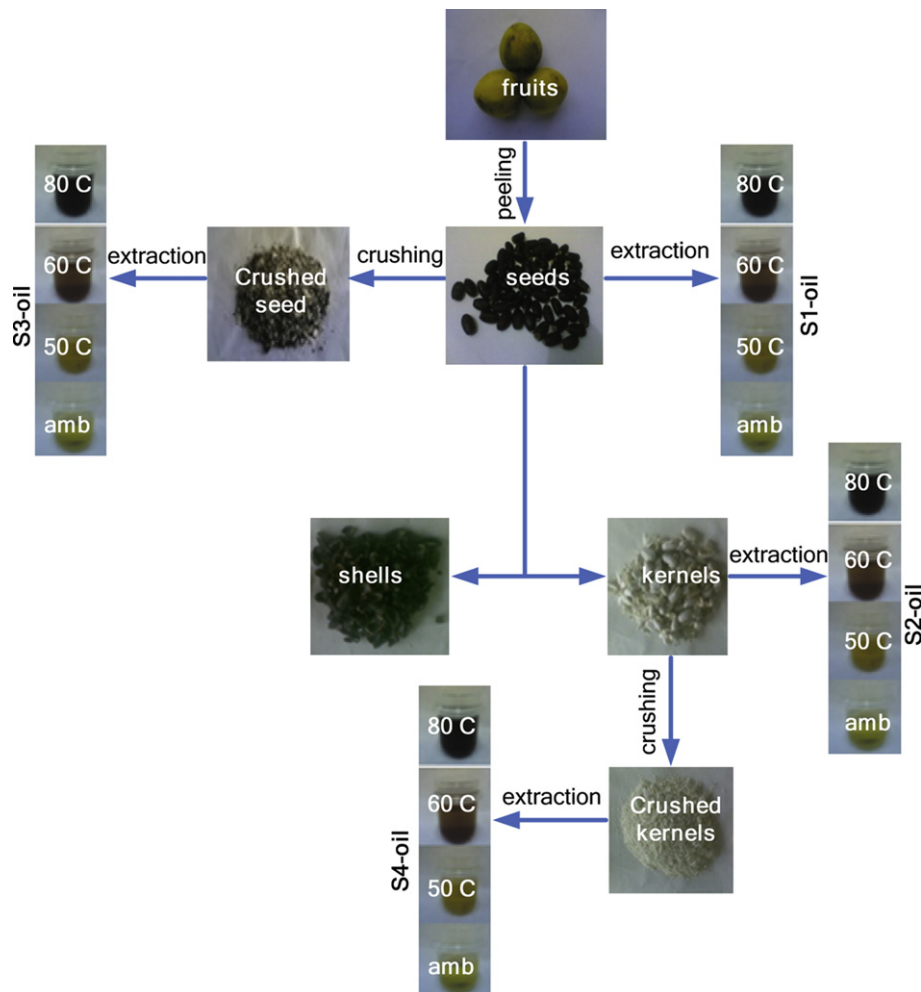 fruits
peeling
80 C
60 C
50 C
amb
S3-oil
extraction
Crushed
seed
crushing
seeds
extraction
80 C
60 C
50 C
amb
S1-oil
shells
kernels
extraction
80 C
60 C
50 C
amb
S2-oil
crushing
Crushed
kernels
extraction
80 C
60 C
50 C
amb
S4-oil